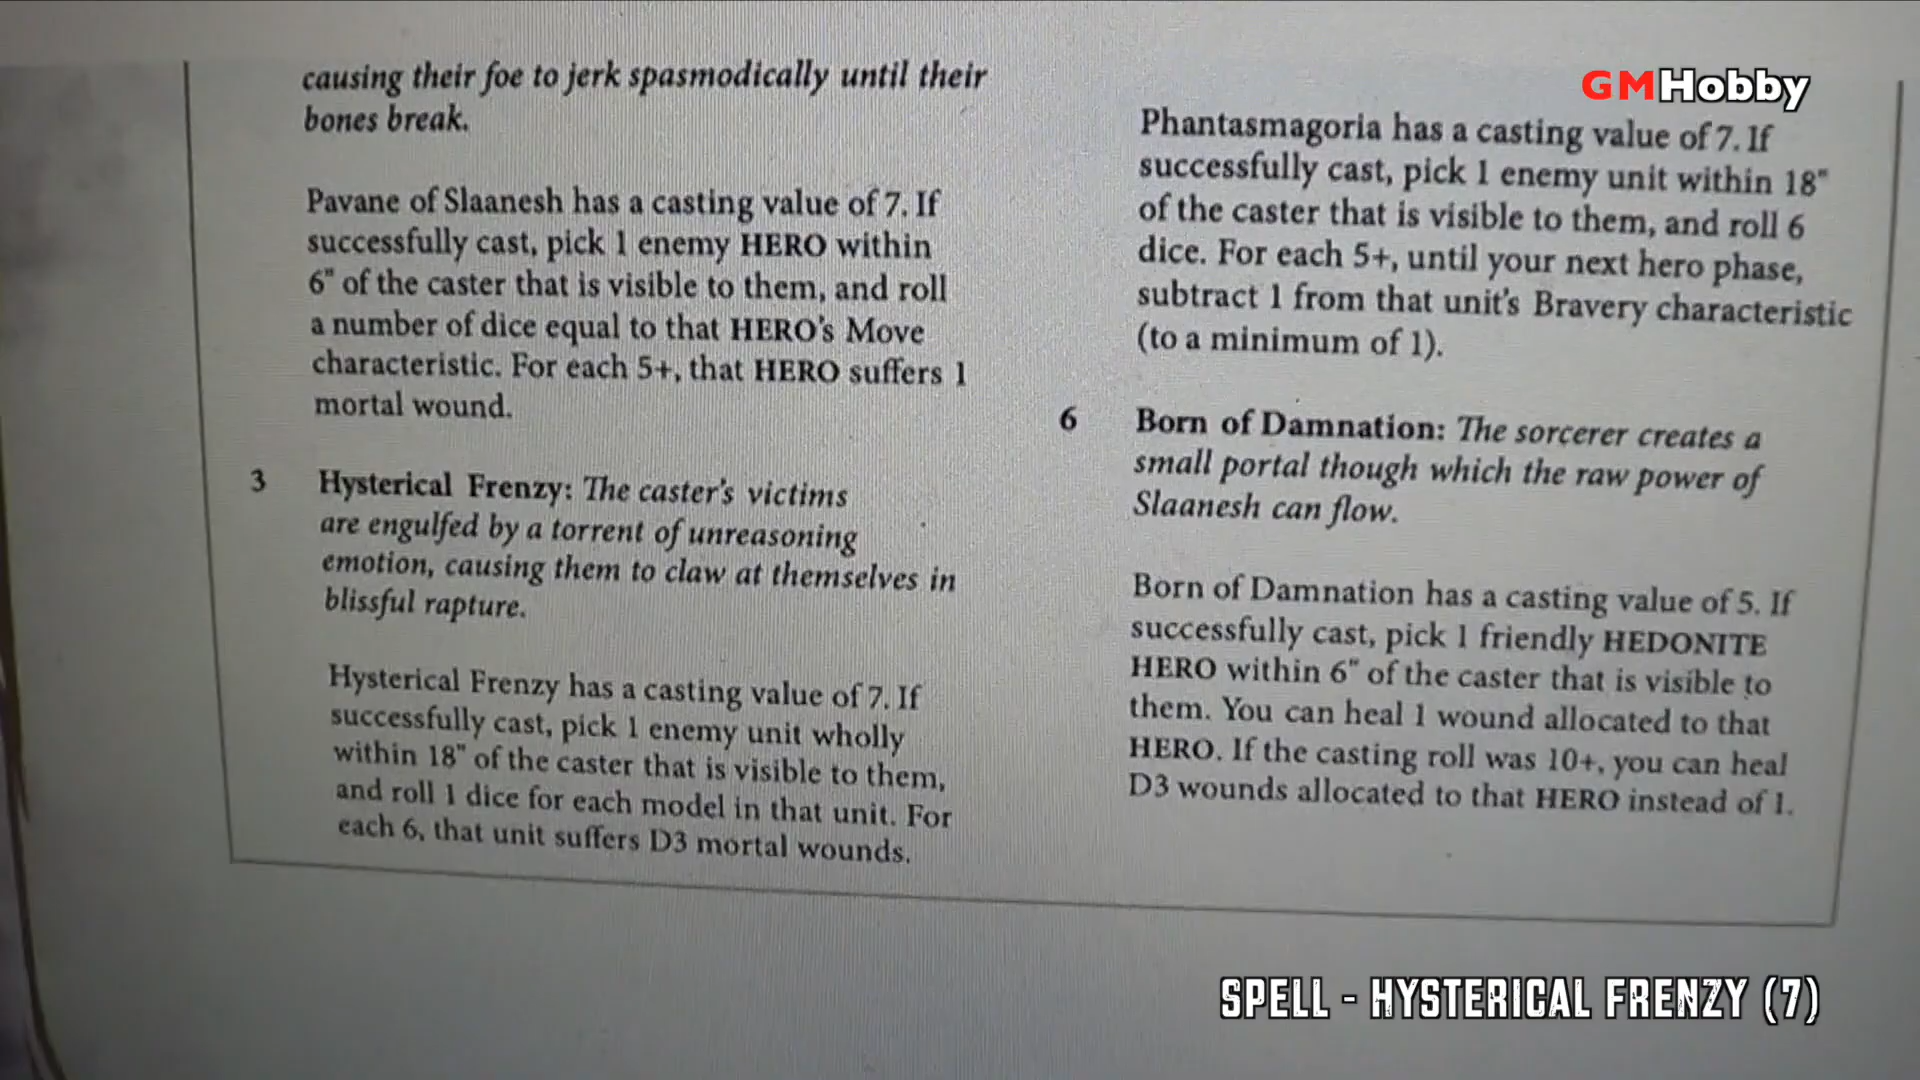 causing their foe to jerk spasmodically until their
bones break.
Pavane of Slaanesh has a casting value of 7. If
successfully cast, pick 1 enemy HERO within
6" of the caster that is visible to them, and roll
a number of dice equal to that HERO's Move
characteristic. For each 5+, that HERO suffers 1
mortal wound.
3 Hysterical Frenzy: The caster's victims
are engulfed by a torrent of unreasoning
emotion, causing them to claw at themselves in
blissful rapture.
Hysterical Frenzy has a casting value of 7. If
successfully cast, pick 1 enemy unit wholly
within 18" of the caster that is visible to them,
and roll 1 dice for each model in that unit. For
each 6, that unit suffers D3 mortal wounds.
GMHobby
Phantasmagoria has a casting value of 7. If
successfully cast, pick 1 enemy unit within 18"
of the caster that is visible to them, and roll 6
dice. For each 5+, until your next hero phase,
subtract 1 from that unit's Bravery characteristic
(to a minimum of 1).
6 Born of Damnation: The sorcerer creates a
small portal though which the raw power of
Slaanesh can flow.
Born of Damnation has a casting value of 5. If
successfully cast, pick 1 friendly HEDONITE
HERO within 6" of the caster that is visible to
them. You can heal 1 wound allocated to that
HERO. If the casting roll was 10+, you can heal
D3 wounds allocated to that HERO instead of 1.
SPELL - HYSTERICAL FRENZY (7)